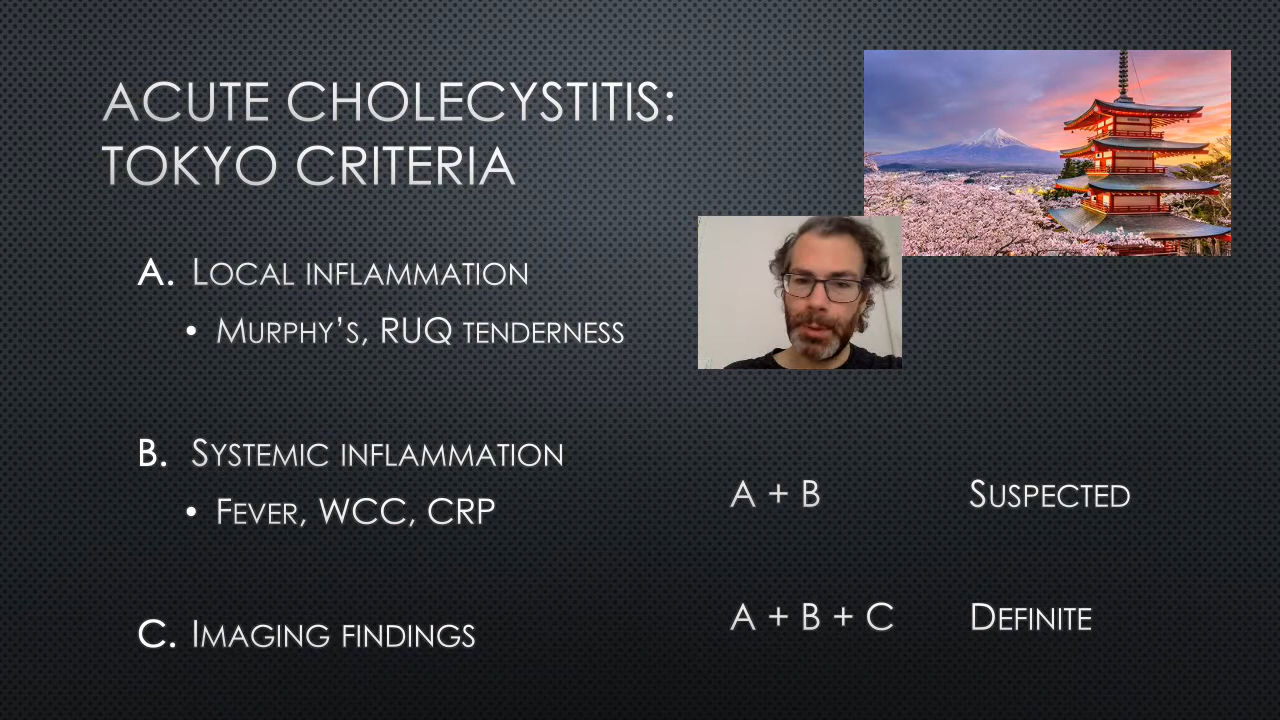 ACUTE CHOLECYSTITIS:
TOKYO CRITERIA
A. LOCAL INFLAMMATION
• MURPHY’S, RUQ TENDERNESS
B. SYSTEMIC INFLAMMATION
• FEVER, WCC, CRP
C. IMAGING FINDINGS
A + B SUSPECTED
A + B + C DEFINITE